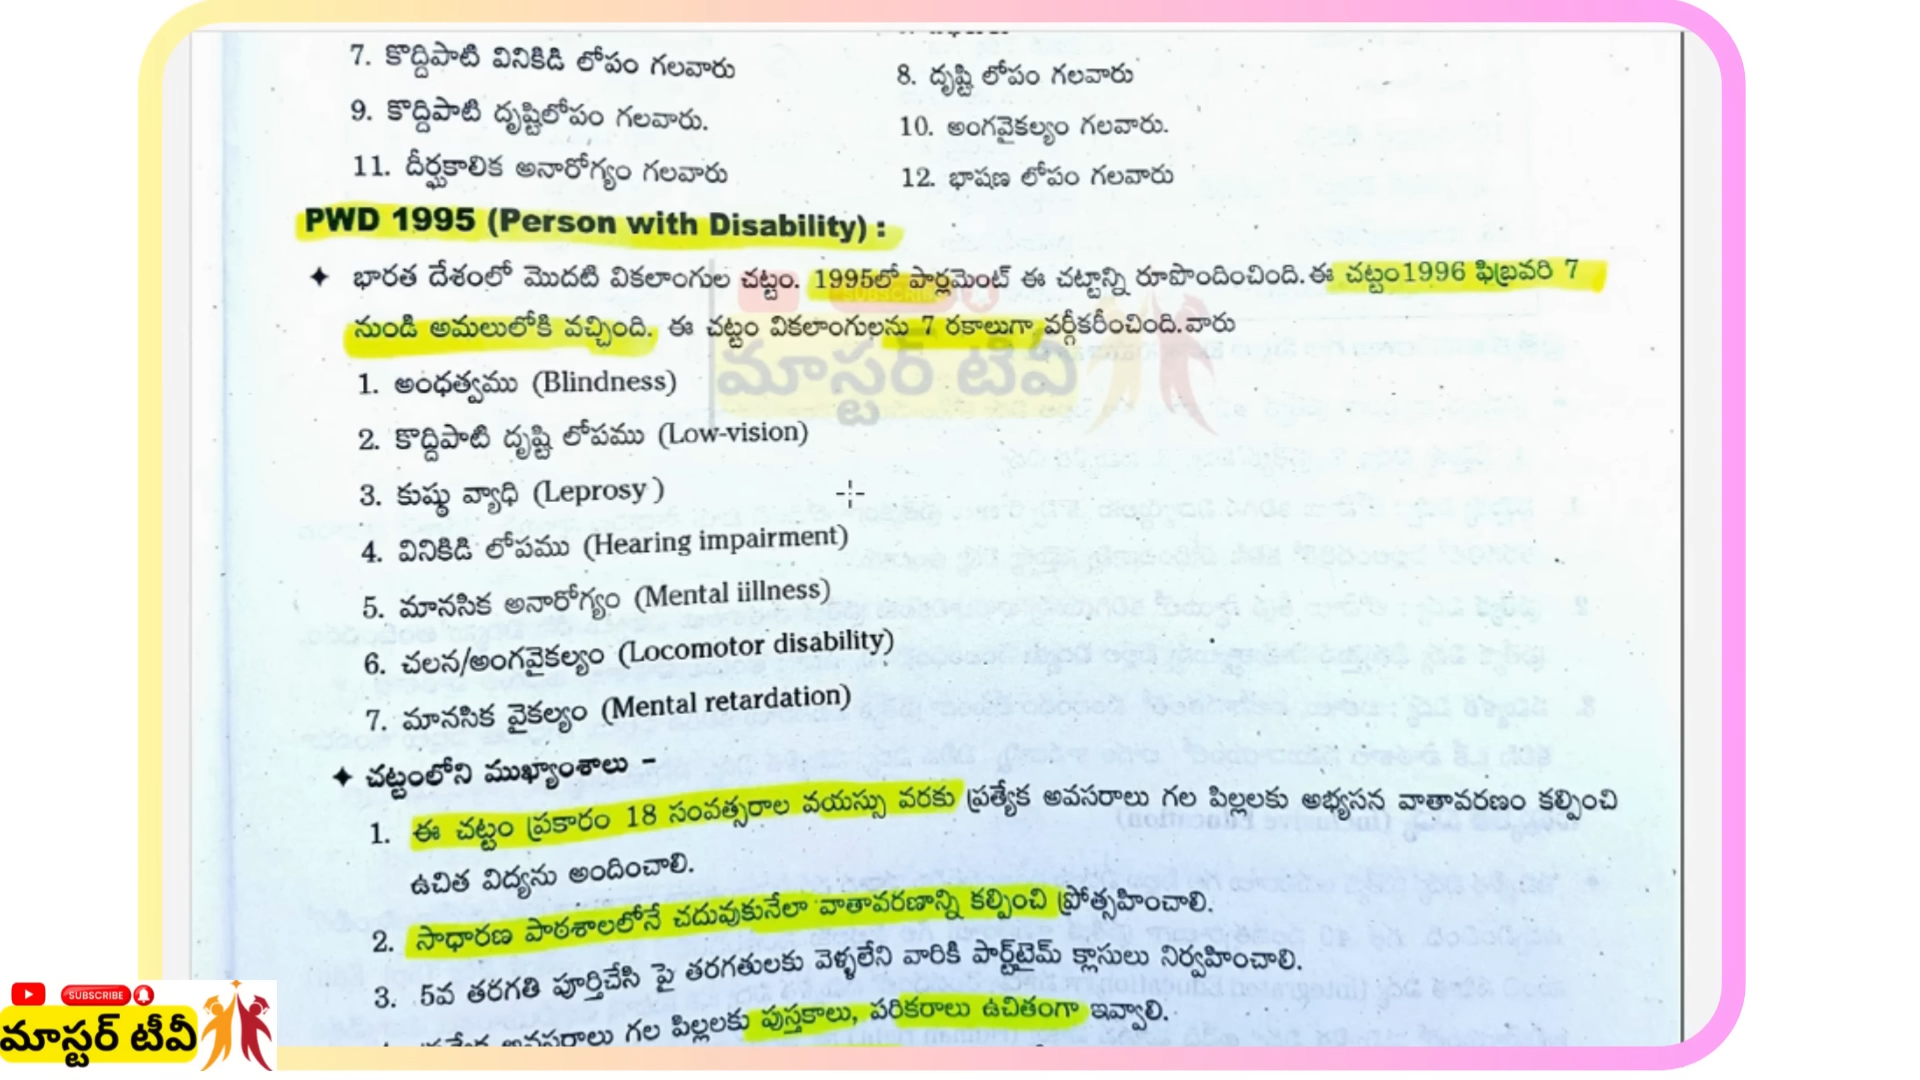 7. కొద్దిపాటి వినికిడి లోపం గలవారు
8. దృష్టి లోపం గలవారు
9. కొద్దిపాటి దృష్టిలోపం గలవారు.
10. అంగవైకల్యం గలవారు.
11. దీర్ఘకాలిక అనారోగ్యం గలవారు
12. భాషణ లోపం గలవారు
PWD 1995 (Person with Disability) :
✦ భారత దేశంలో మొదటి వికలాంగుల చట్టం. 1995లో పార్లమెంట్ ఈ చట్టాన్ని రూపొందించింది. ఈ చట్టం1996 ఫిబ్రవరి 7
నుండి అమలులోకి వచ్చింది. ఈ చట్టం వికలాంగులను 7 రకాలుగా వర్గీకరించింది.వారు
మాస్టర్ టీవీ
1. అంధత్వము (Blindness)
2. కొద్దిపాటి దృష్టి లోపము (Low-vision)
3. కుష్ఠు వ్యాధి (Leprosy )
4. వినికిడి లోపము (Hearing impairment)
5. మానసిక అనారోగ్యం (Mental iillness)
6. చలన/అంగవైకల్యం (Locomotor disability)
7. మానసిక వైకల్యం (Mental retardation)
✦ చట్టంలోని ముఖ్యాంశాలు –
1. ఈ చట్టం ప్రకారం 18 సంవత్సరాల వయస్సు వరకు ప్రత్యేక అవసరాలు గల పిల్లలకు అభ్యసన వాతావరణం కల్పించి
ఉచిత విద్యను అందించాలి.
2. సాధారణ పాఠశాలలోనే చదువుకునేలా వాతావరణాన్ని కల్పించి ప్రోత్సహించాలి.
3. 5వ తరగతి పూర్తిచేసి పై తరగతులకు వెళ్ళలేని వారికి పార్ట్‌టైమ్ క్లాసులు నిర్వహించాలి.
అవసరాలు గల పిల్లలకు పుస్తకాలు, పరికరాలు ఉచితంగా ఇవ్వాలి.
SUBSCRIBE
మాస్టర్ టీవీ